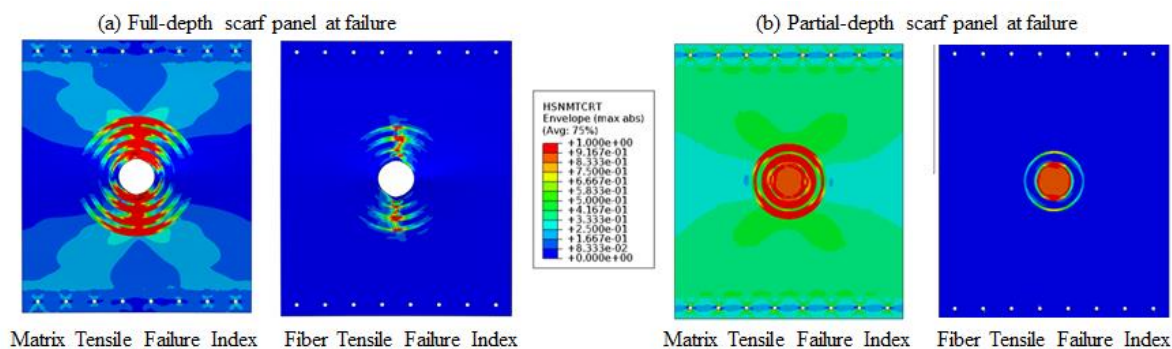 (a) Full-depth scarf panel at failure
(b) Partial-depth scarf panel at failure
HSNMTCRT
Envelope (max abs)
(Avg: 75%)
+1.000e+00
+9.167e-01
+8.333e-01
+7.500e-01
+6.667e-01
+5.833e-01
+5.000e-01
+4.167e-01
+3.333e-01
+2.500e-01
+1.667e-01
+8.333e-02
+0.000e+00
Matrix Tensile Failure Index
Fiber Tensile Failure Index
Matrix Tensile Failure Index
Fiber Tensile Failure Index